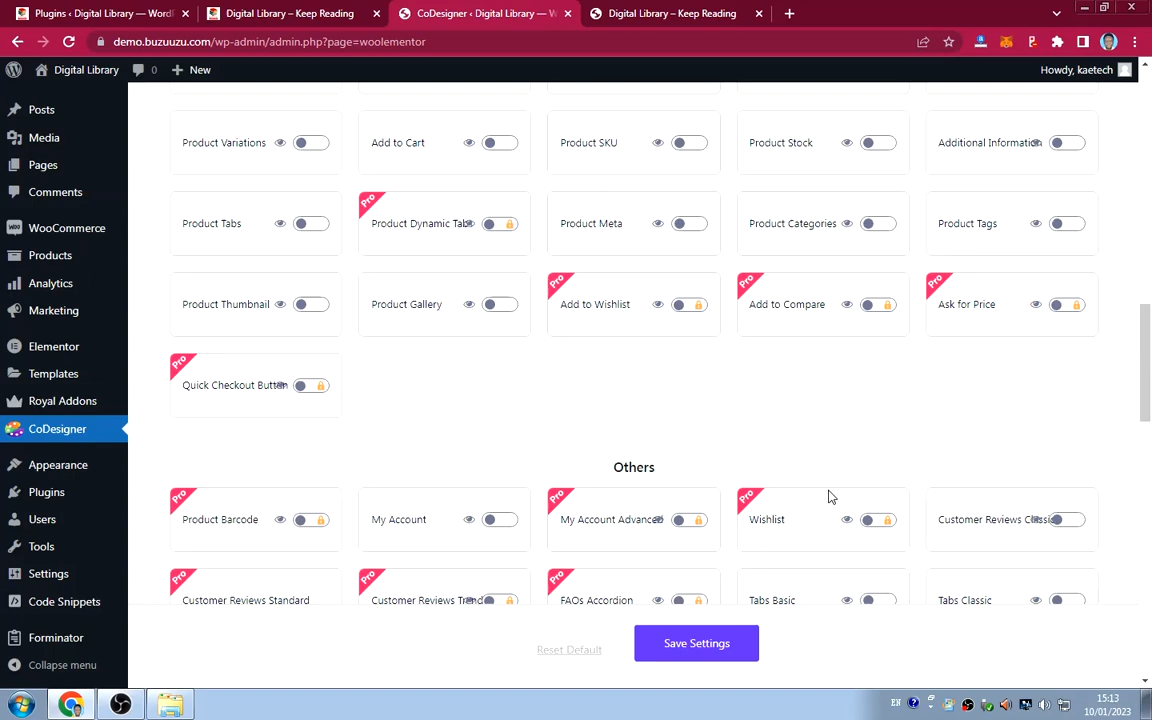 Plugins ‹ Digital Library — WordP
Digital Library – Keep Reading
CoDesigner ‹ Digital Library — W
Digital Library – Keep Reading
demo.buzuuzu.com/wp-admin/admin.php?page=woolementor
Digital Library
0
New
Howdy, kaetech
Posts
Media
Pages
Comments
WooCommerce
Products
Analytics
Marketing
Elementor
Templates
Royal Addons
CoDesigner
Appearance
Plugins
Users
Tools
Settings
Code Snippets
Forminator
Collapse menu
Product Variations
Add to Cart
Product SKU
Product Stock
Additional Information
Product Tabs
Pro
Product Dynamic Tabs
Product Meta
Product Categories
Product Tags
Product Thumbnail
Product Gallery
Pro
Add to Wishlist
Pro
Add to Compare
Pro
Ask for Price
Pro
Quick Checkout Button
Others
Pro
Product Barcode
My Account
Pro
My Account Advanced
Pro
Wishlist
Customer Reviews Classic
Pro
Customer Reviews Standard
Pro
Customer Reviews Trend
Pro
FAQs Accordion
Tabs Basic
Tabs Classic
Reset Default
Save Settings
EN
15:13
10/01/2023